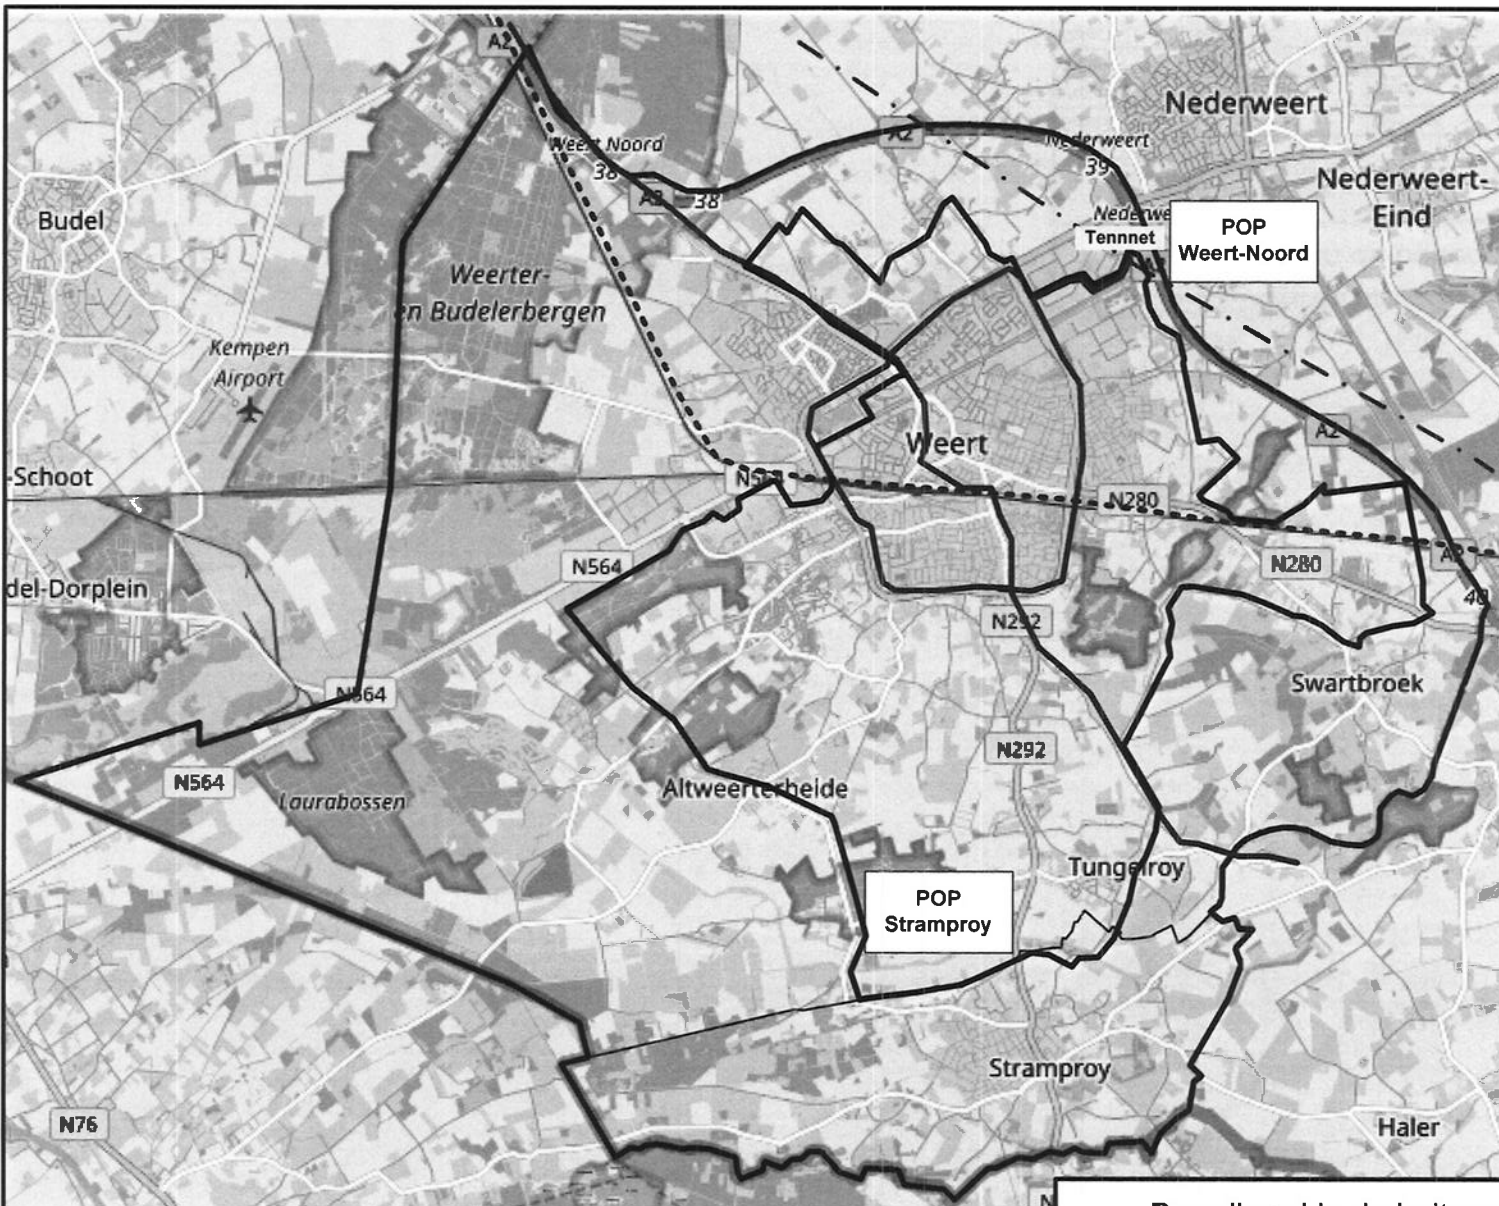 A2
Weert Noord
38
A2
38
A2
Nederweert
39
Nederweert
Nederweert-
Eind
Tennnet
POP
Weert-Noord
Budel
Weerter-
en Budelerbergen
Kempen
Airport
-Schoot
Weert
A2
N280
N280
A2
40
N564
del-Dorplein
N564
N564
Laurabossen
N292
N292
Swartbroek
Altweerterheide
Tungelroy
POP
Stramproy
Stramproy
N76
Haler